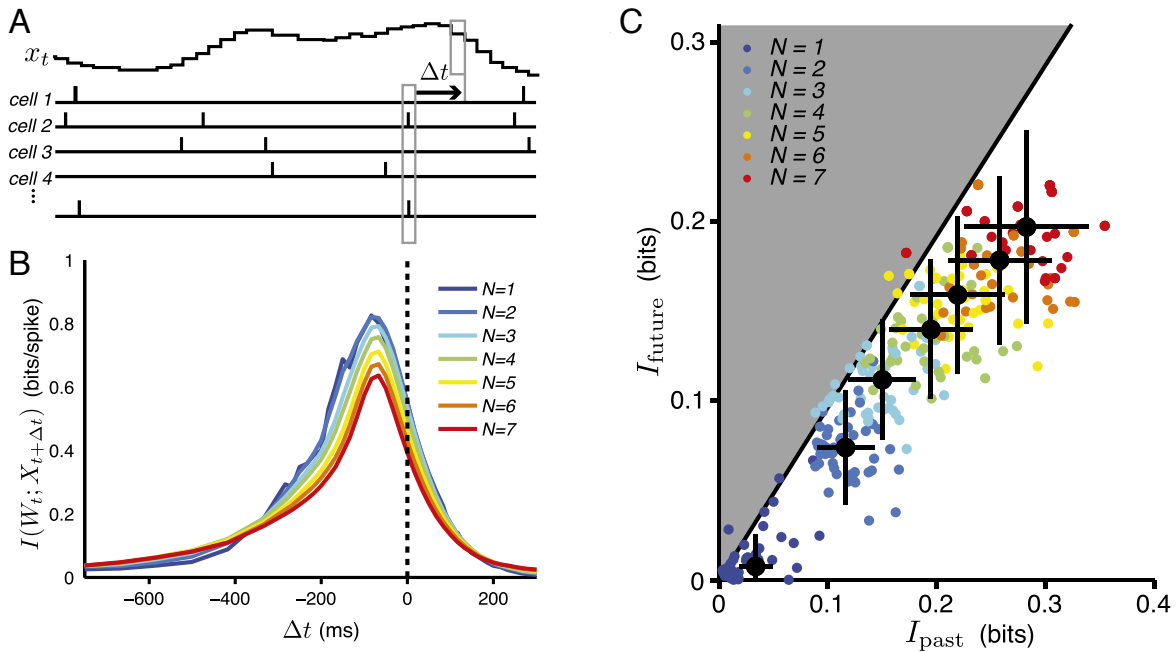 A
x_t
Δt
cell 1
cell 2
cell 3
cell 4
...
B
I(W_t; X_{t+Δt}) (bits/spike)
1
0.8
0.6
0.4
0.2
0
−600
−400
−200
0
200
Δt (ms)
N=1
N=2
N=3
N=4
N=5
N=6
N=7
C
I_future (bits)
0.3
0.2
0.1
0
0
0.1
0.2
0.3
0.4
I_past (bits)
N = 1
N = 2
N = 3
N = 4
N = 5
N = 6
N = 7